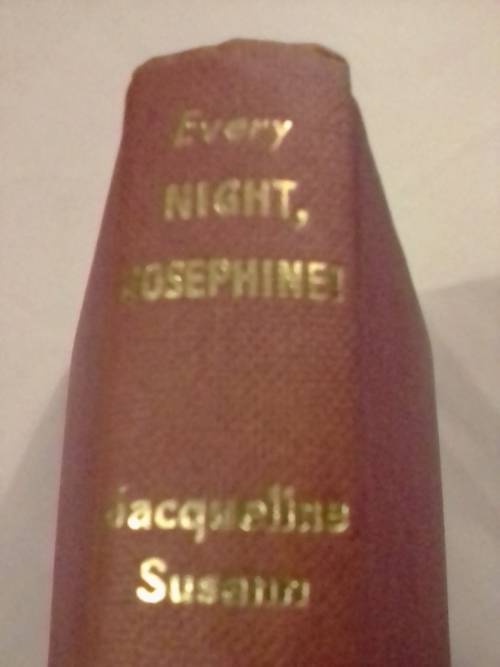 Every
NIGHT,
JOSEPHINE!
Jacqueline
Susann